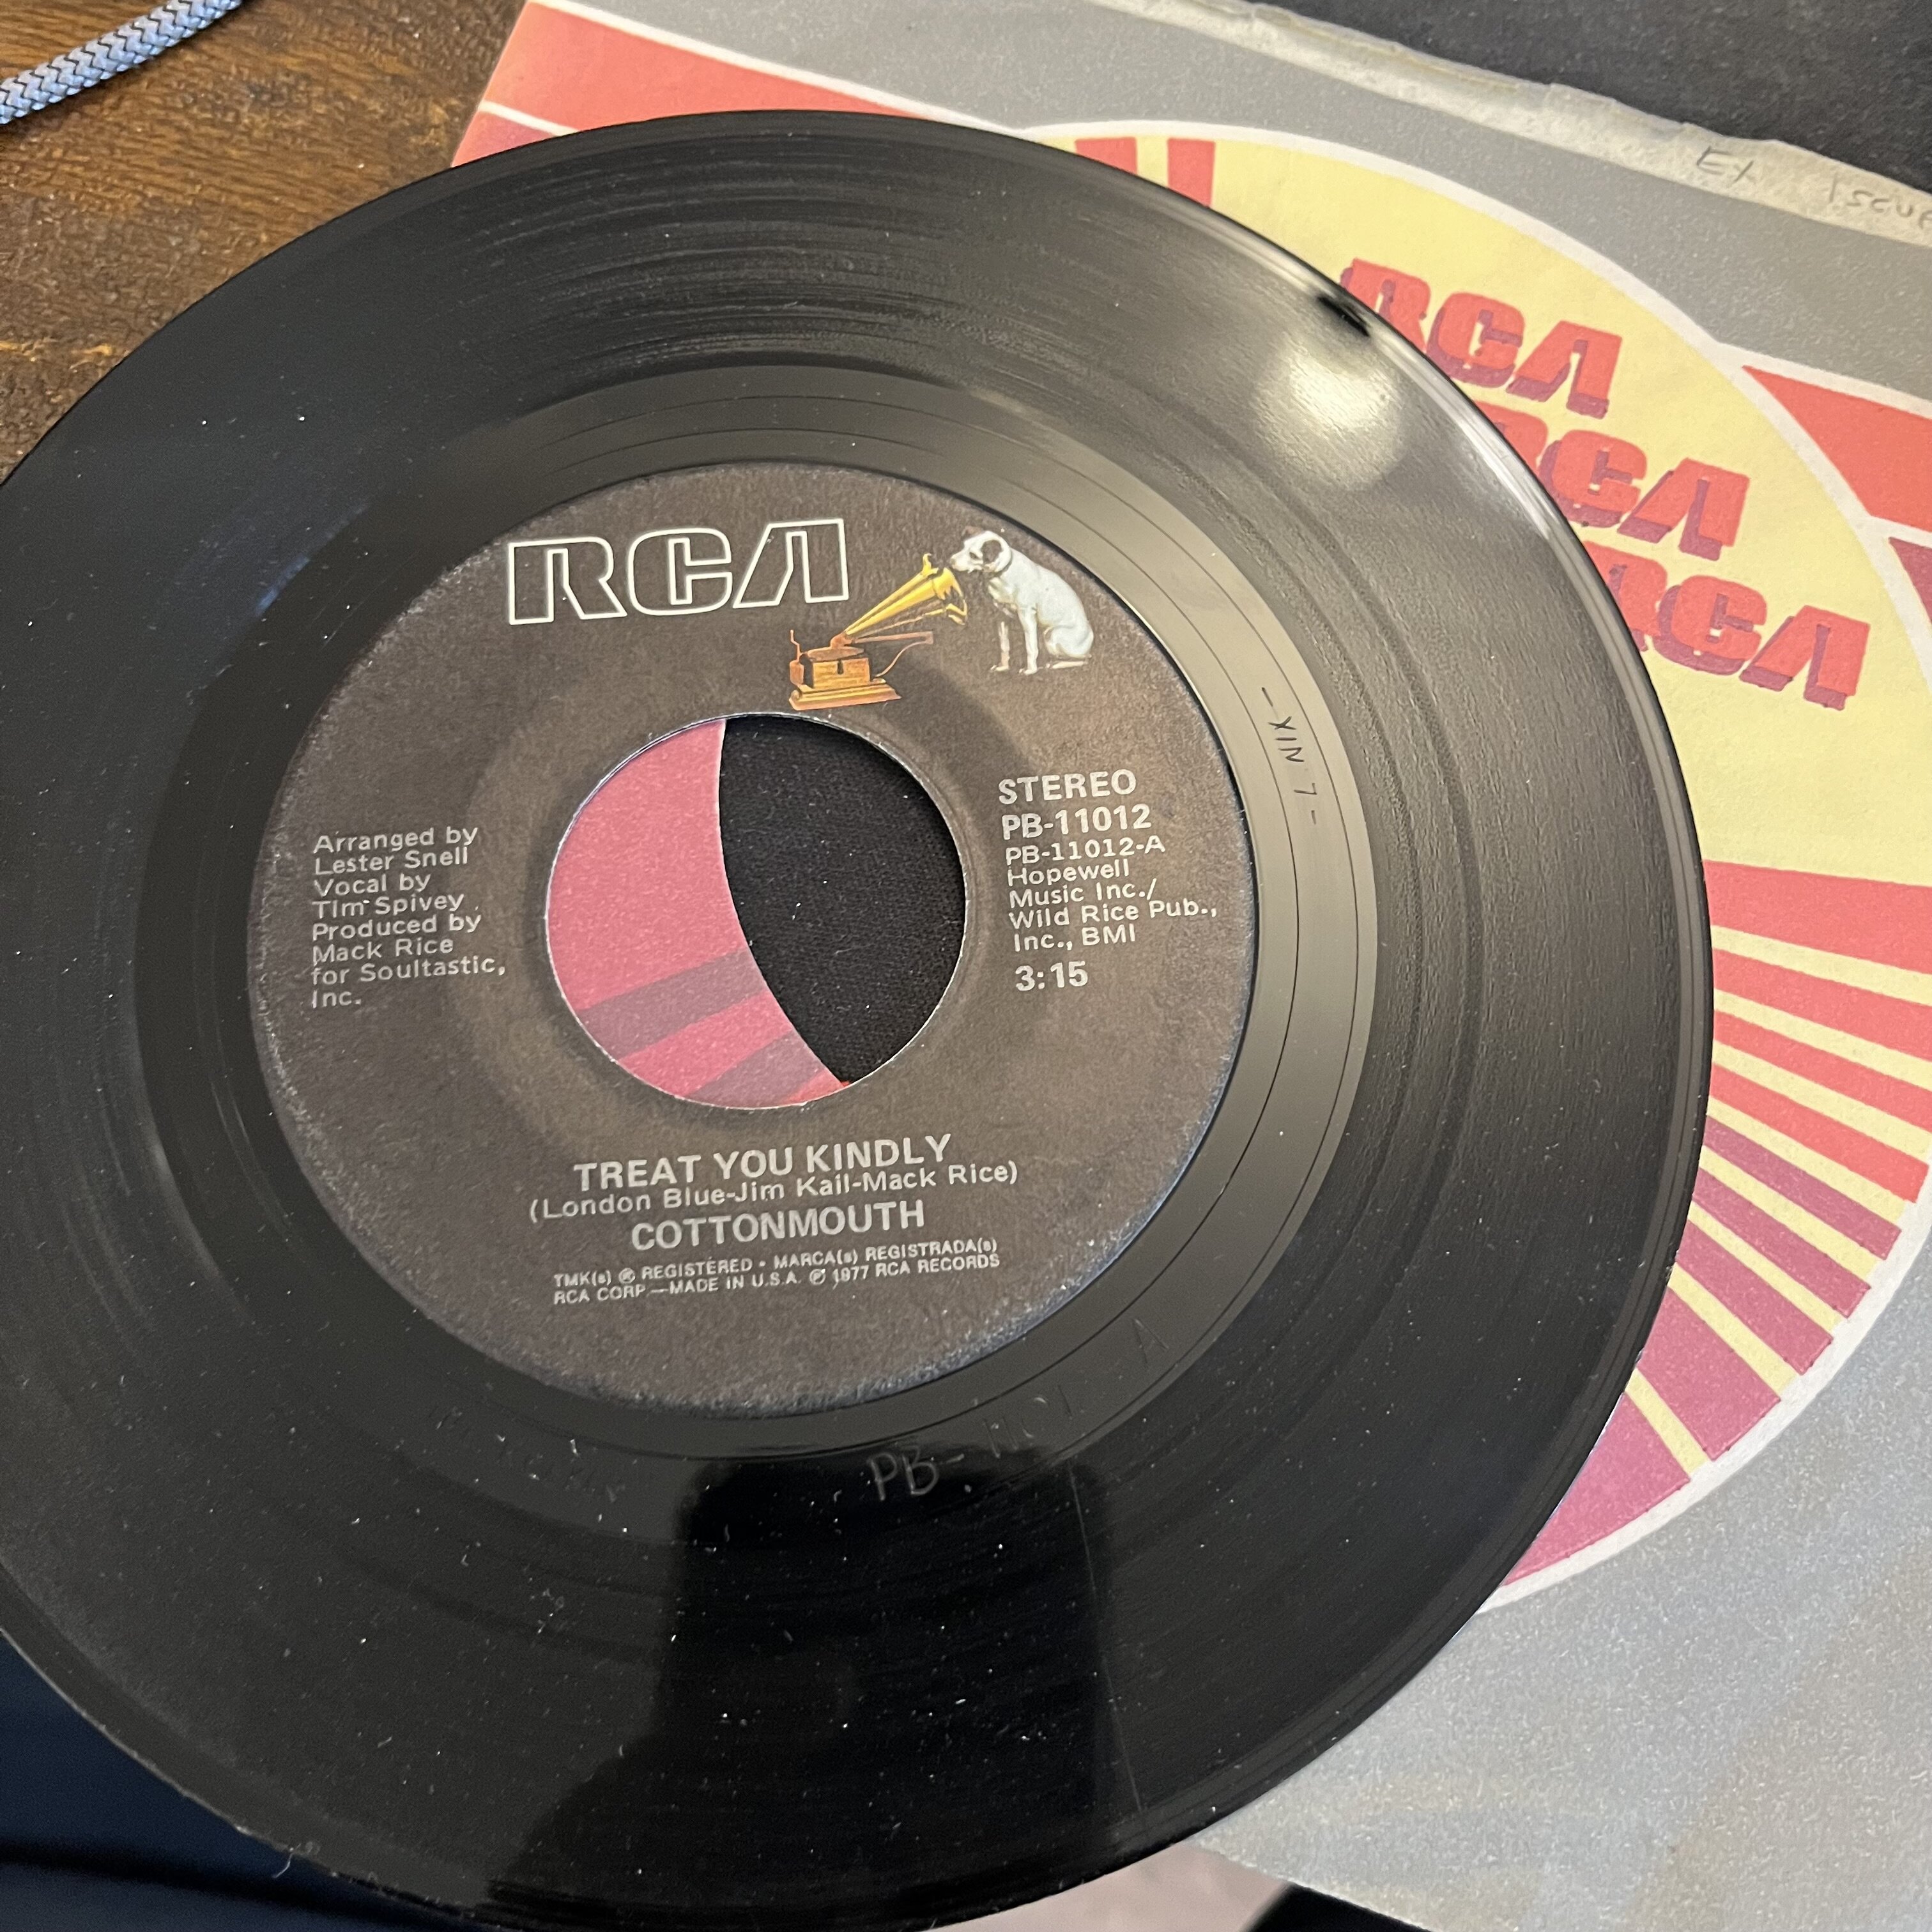 RCA
STEREO
PB-11012
PB-11012-A
Hopewell
Music Inc./
Wild Rice Pub.,
Inc., BMI
3:15
Arranged by
Lester Snell
Vocal by
Tim Spivey
Produced by
Mack Rice
for Soultastic,
Inc.
TREAT YOU KINDLY
(London Blue-Jim Kail-Mack Rice)
COTTONMOUTH
TMK(s) ® REGISTERED • MARCA(s) REGISTRADA(s)
RCA CORP—MADE IN U.S.A. ℗ 1977 RCA RECORDS
PB-
RCA
RCA
RCA
EX